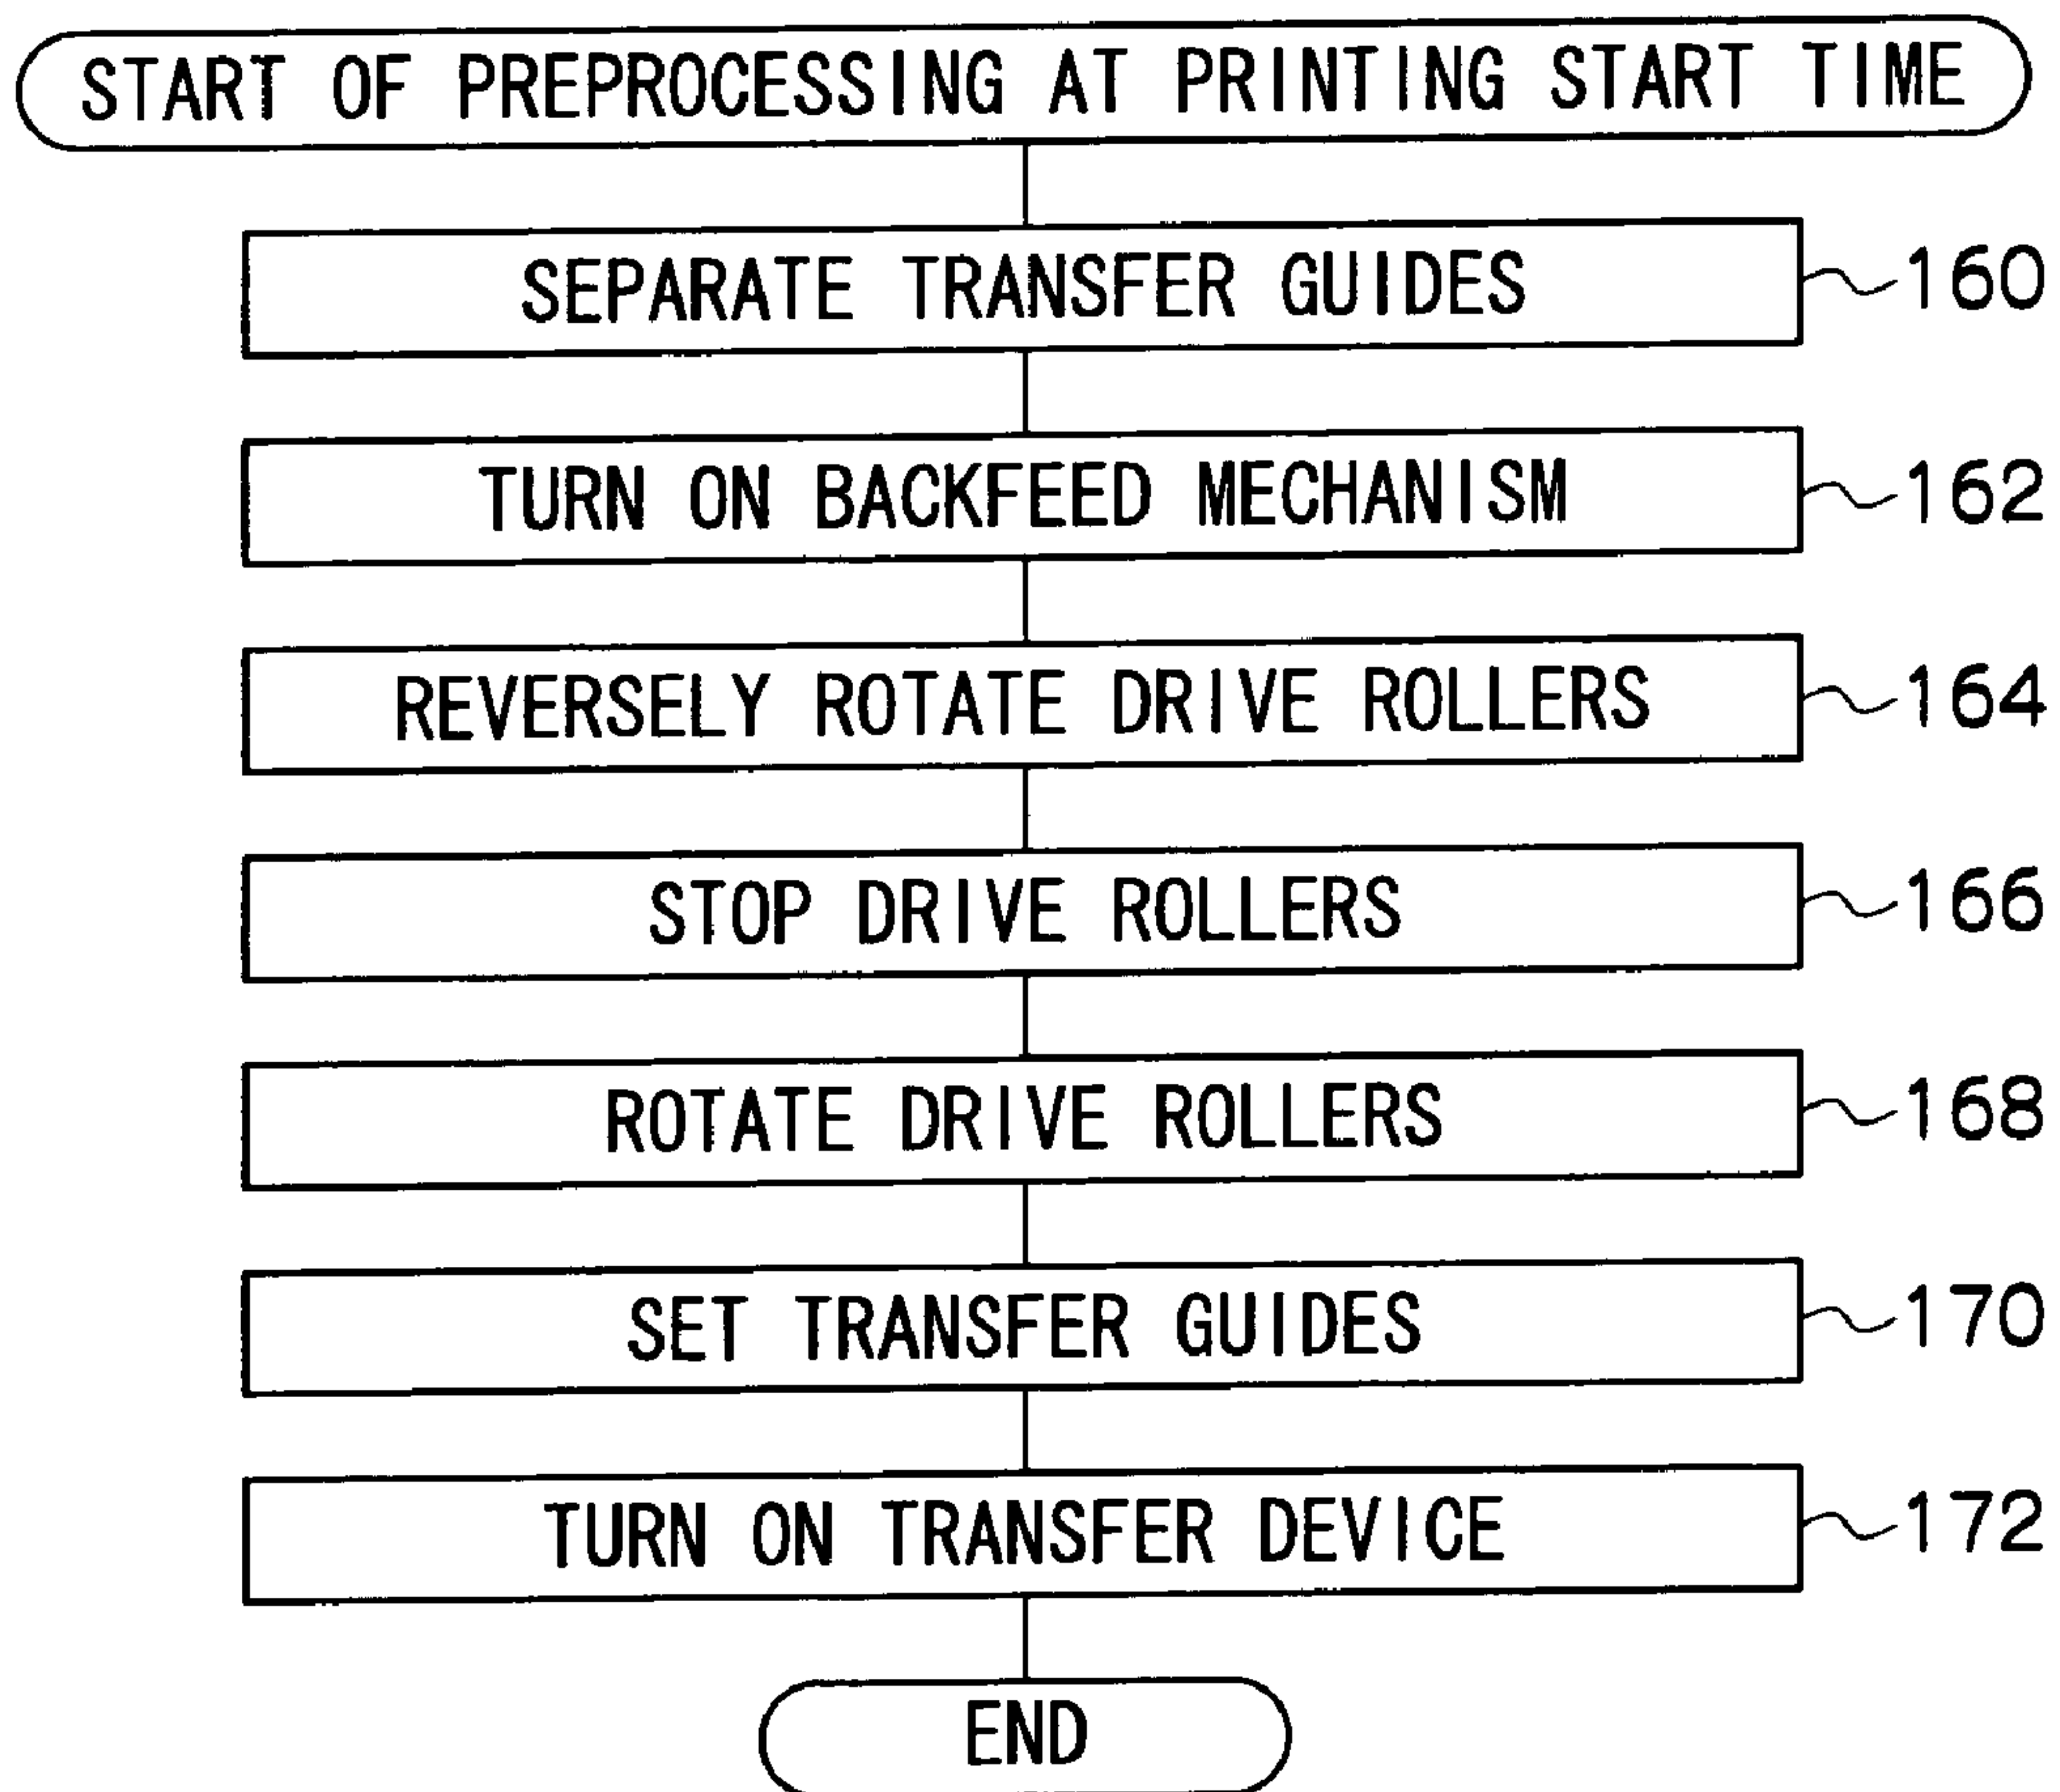 START OF PREPROCESSING AT PRINTING START TIME
SEPARATE TRANSFER GUIDES 160
TURN ON BACKFEED MECHANISM 162
REVERSELY ROTATE DRIVE ROLLERS 164
STOP DRIVE ROLLERS 166
ROTATE DRIVE ROLLERS 168
SET TRANSFER GUIDES 170
TURN ON TRANSFER DEVICE 172
END